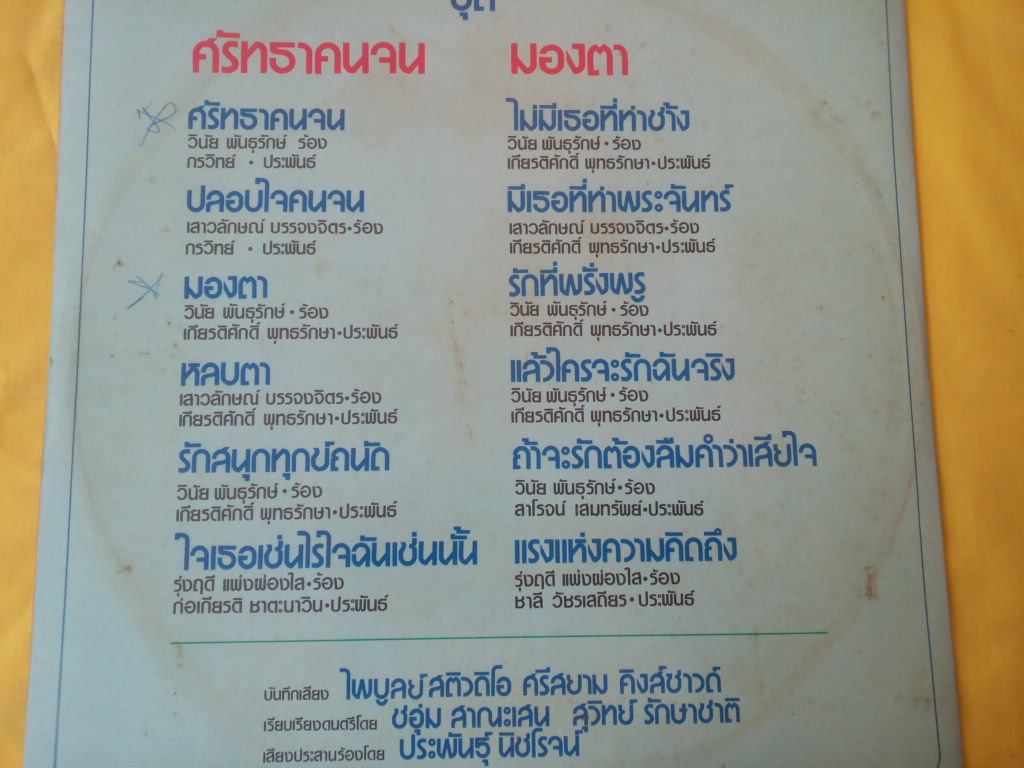 ชุด
ศรัทธาคนจน
มองตา
ศรัทธาคนจน
วินัย พันธุรักษ์ ร้อง
กรวิทย์ • ประพันธ์
ปลอบใจคนจน
เสาวลักษณ์ บรรจงจิตร•ร้อง
กรวิทย์ • ประพันธ์
มองตา
วินัย พันธุรักษ์ • ร้อง
เกียรติศักดิ์ พุทธรักษา•ประพันธ์
หลบตา
เสาวลักษณ์ บรรจงจิตร•ร้อง
เกียรติศักดิ์ พุทธรักษา•ประพันธ์
รักสนุกทุกข์ถนัด
วินัย พันธุรักษ์ • ร้อง
เกียรติศักดิ์ พุทธรักษา•ประพันธ์
ใจเธอเช่นไรใจฉันเช่นนั้น
รุ่งฤดี แพ่งผ่องใส•ร้อง
ก่อเกียรติ ชาตะนาวิน•ประพันธ์
ไม่มีเธอที่ท่าช้าง
วินัย พันธุรักษ์ • ร้อง
เกียรติศักดิ์ พุทธรักษา•ประพันธ์
มีเธอที่ท่าพระจันทร์
เสาวลักษณ์ บรรจงจิตร•ร้อง
เกียรติศักดิ์ พุทธรักษา•ประพันธ์
รักที่พรั่งพรู
วินัย พันธุรักษ์ • ร้อง
เกียรติศักดิ์ พุทธรักษา•ประพันธ์
แล้วใครจะรักฉันจริง
วินัย พันธุรักษ์ • ร้อง
เกียรติศักดิ์ พุทธรักษา•ประพันธ์
ถ้าจะรักต้องลืมคำว่าเสียใจ
วินัย พันธุรักษ์•ร้อง
สาโรจน์ เสมทรัพย์•ประพันธ์
แรงแห่งความคิดถึง
รุ่งฤดี แพ่งผ่องใส•ร้อง
ชาลี วัชรเสถียร • ประพันธ์
บันทึกเสียง ไพบูลย์สติวดิโอ ศรีสยาม คิงส์ซาวด์
เรียบเรียงดนตรีโดย ชอุ่ม สาณะเสน สุวิทย์ รักษาชาติ
เสียงประสานร้องโดย ประพันธุ์ นิชโรจน์